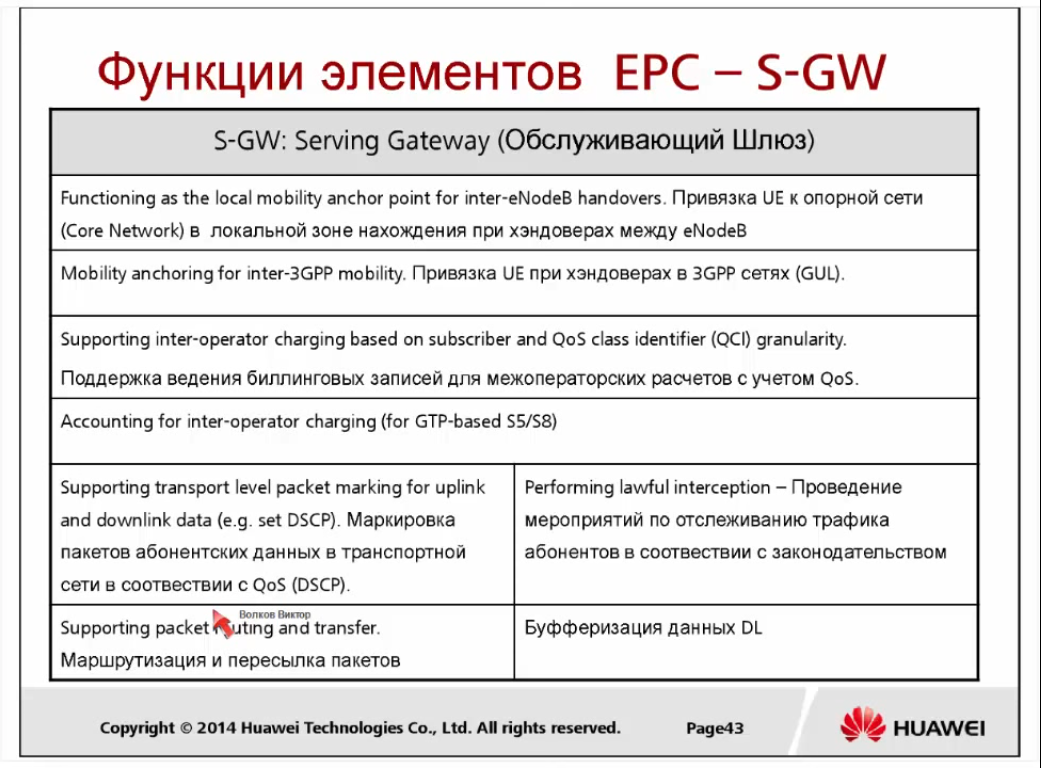 Функции элементов EPC – S-GW
S-GW: Serving Gateway (Обслуживающий Шлюз)
Functioning as the local mobility anchor point for inter-eNodeB handovers. Привязка UE к опорной сети
(Core Network) в локальной зоне нахождения при хэндоверах между eNodeB
Mobility anchoring for inter-3GPP mobility. Привязка UE при хэндоверах в 3GPP сетях (GUL).
Supporting inter-operator charging based on subscriber and QoS class identifier (QCI) granularity.
Поддержка ведения биллинговых записей для межоператорских расчетов с учетом QoS.
Accounting for inter-operator charging (for GTP-based S5/S8)
Supporting transport level packet marking for uplink
and downlink data (e.g. set DSCP). Маркировка
пакетов абонентских данных в транспортной
сети в соотвествии с QoS (DSCP).
Performing lawful interception – Проведение
мероприятий по отслеживанию трафика
абонентов в соотвествии с законодательством
Волков Виктор
Supporting packet uting and transfer.
Маршрутизация и пересылка пакетов
Буфферизация данных DL
Copyright © 2014 Huawei Technologies Co., Ltd. All rights reserved.
Page43
HUAWEI